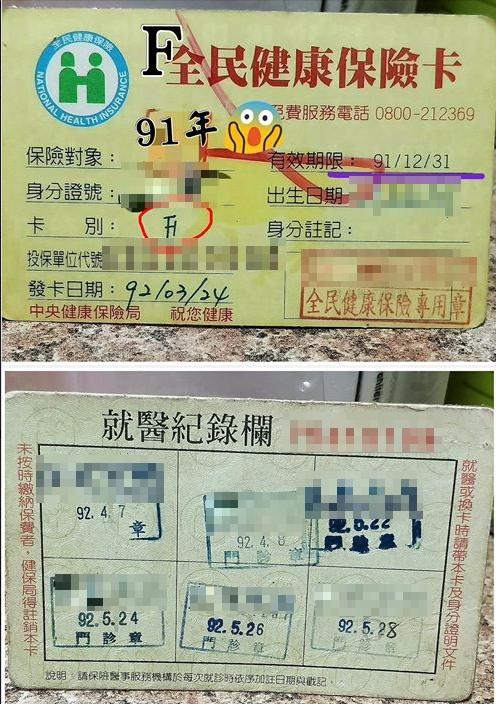 全民健康保險
NATIONAL HEALTH INSURANCE
F全民健康保險卡
免費服務電話 0800-212369
91年
保險對象：
有效期限：91/12/31
身分證號：
出生日期
卡別：
身分註記：
投保單位代號
發卡日期：92/03/24
全民健康保險專用章
中央健康保險局 祝您健康
就醫紀錄欄
未按時繳納保費者，健保局得註銷本卡
就醫或換卡時請帶本卡及身分證明文件
92.4.7
章
92.4.8
門診章
92.5.22
門診章
92.5.24
門診章
92.5.26
門診章
92.5.28
門診章
說明：請保險醫事服務機構於每次就診時依序加註日期與戳記。